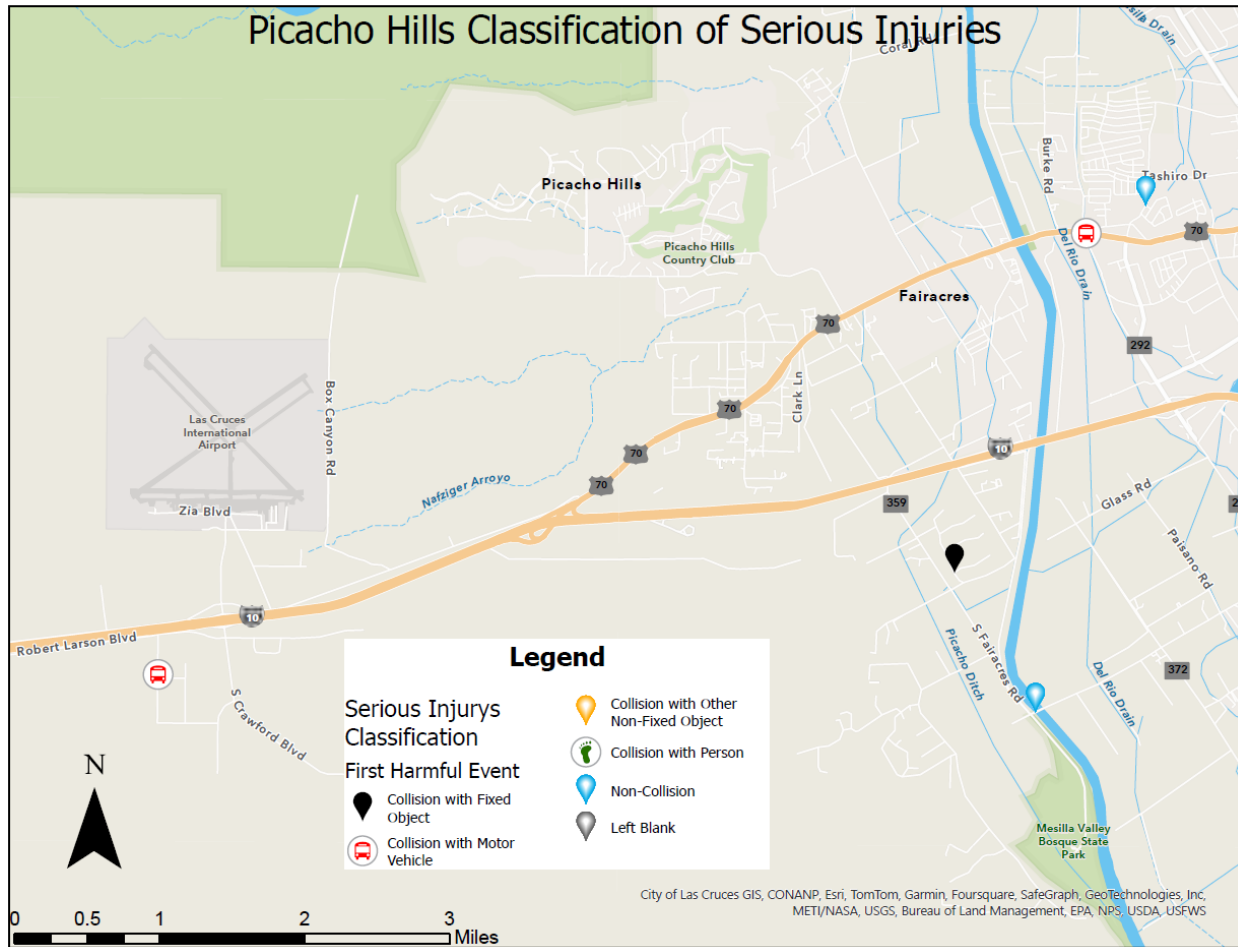 Picacho Hills Classification of Serious Injuries
Coral Rd
Mesilla Drain
Burke Rd
Tashiro Dr
Picacho Hills
Picacho Hills
Country Club
Del Rio Drain
70
Fairacres
70
292
Box Canyon Rd
Clark Ln
Las Cruces
International
Airport
70
70
10
Nafziger Arroyo
70
Glass Rd
359
2
Zia Blvd
Paisano Rd
10
Robert Larson Blvd
S Fairacres Rd
Picacho Ditch
372
Del Rio Drain
S Crawford Blvd
Legend
Serious Injurys
Classification
First Harmful Event
Collision with Fixed
Object
Collision with Motor
Vehicle
Collision with Other
Non-Fixed Object
Collision with Person
Non-Collision
Left Blank
N
Mesilla Valley
Bosque State
Park
City of Las Cruces GIS, CONANP, Esri, TomTom, Garmin, Foursquare, SafeGraph, GeoTechnologies, Inc,
METI/NASA, USGS, Bureau of Land Management, EPA, NPS, USDA, USFWS
0 0.5 1 2 3
Miles